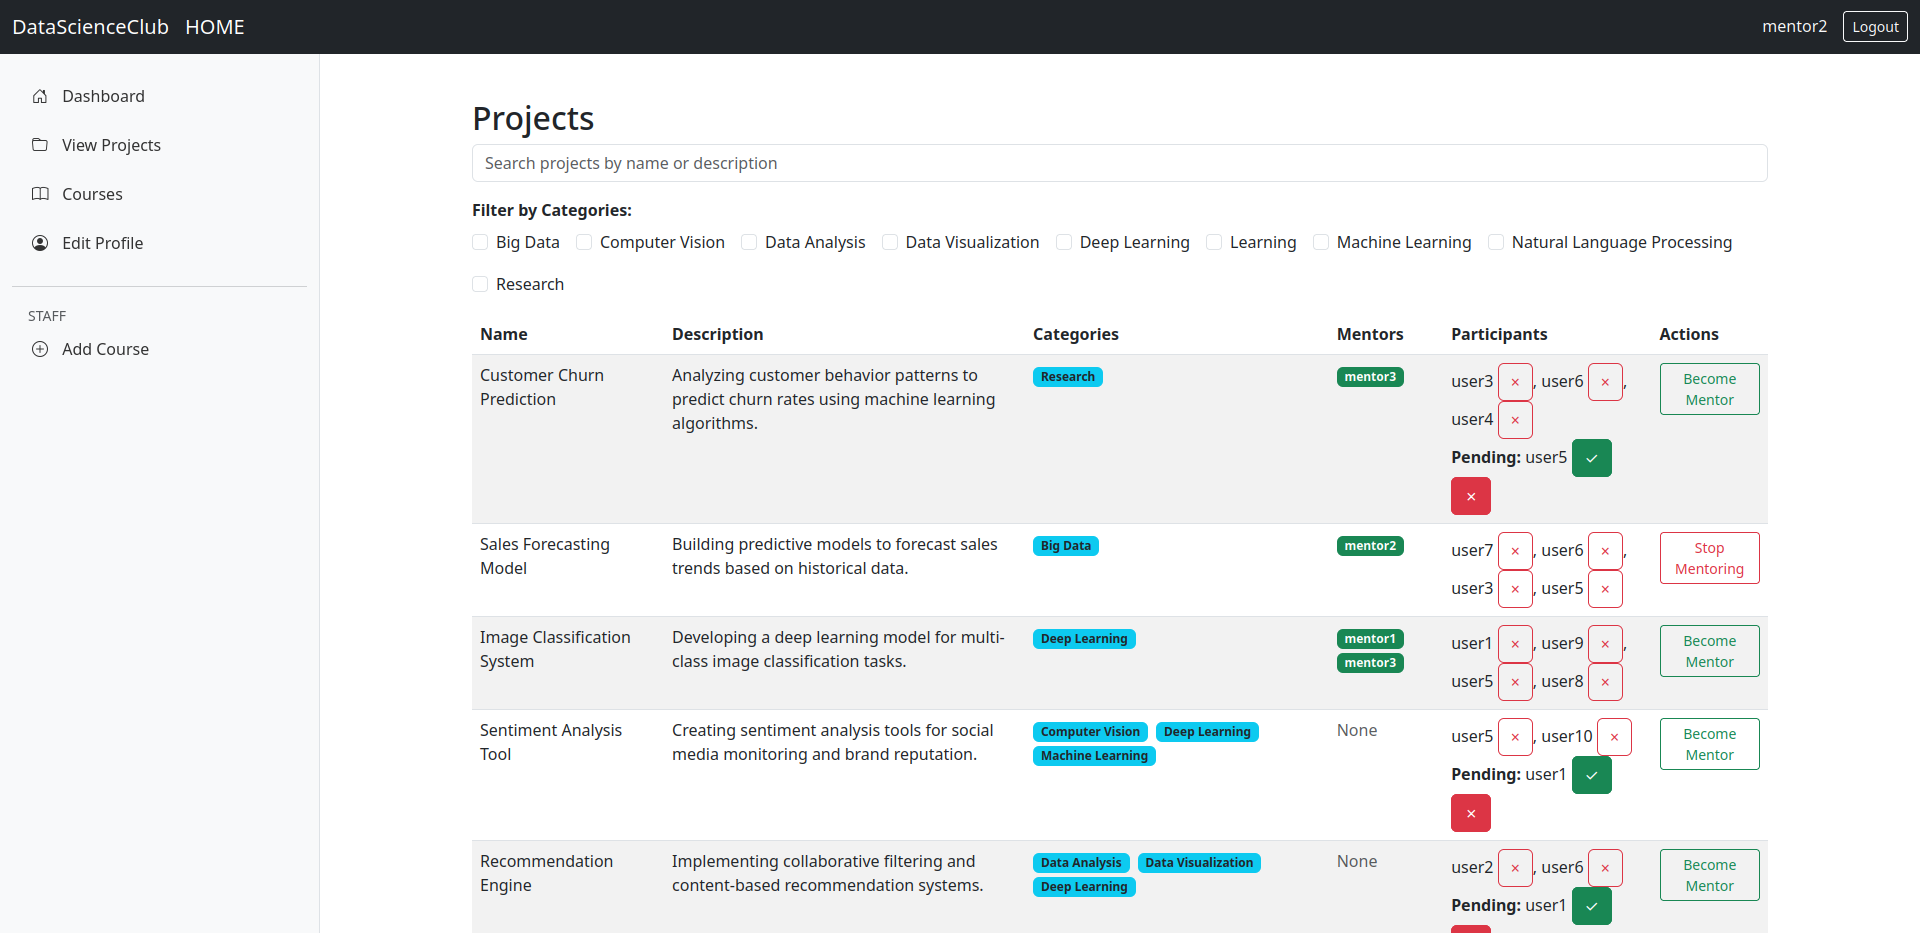 DataScienceClub HOME mentor2 Logout
Dashboard
View Projects
Courses
Edit Profile
STAFF
Add Course
Projects
Search projects by name or description
Filter by Categories:
Big Data Computer Vision Data Analysis Data Visualization Deep Learning Learning Machine Learning Natural Language Processing
Research
Name Description Categories Mentors Participants Actions
Customer Churn
Prediction
Analyzing customer behavior patterns to
predict churn rates using machine learning
algorithms.
Research
mentor3
user3 × , user6 × ,
user4 ×
Pending: user5 ✓
×
Become
Mentor
Sales Forecasting
Model
Building predictive models to forecast sales
trends based on historical data.
Big Data
mentor2
user7 × , user6 × ,
user3 × , user5 ×
Stop
Mentoring
Image Classification
System
Developing a deep learning model for multi-
class image classification tasks.
Deep Learning
mentor1
mentor3
user1 × , user9 × ,
user5 × , user8 ×
Become
Mentor
Sentiment Analysis
Tool
Creating sentiment analysis tools for social
media monitoring and brand reputation.
Computer Vision Deep Learning
Machine Learning
None
user5 × , user10 ×
Pending: user1 ✓
×
Become
Mentor
Recommendation
Engine
Implementing collaborative filtering and
content-based recommendation systems.
Data Analysis Data Visualization
Deep Learning
None
user2 × , user6 ×
Pending: user1 ✓
Become
Mentor